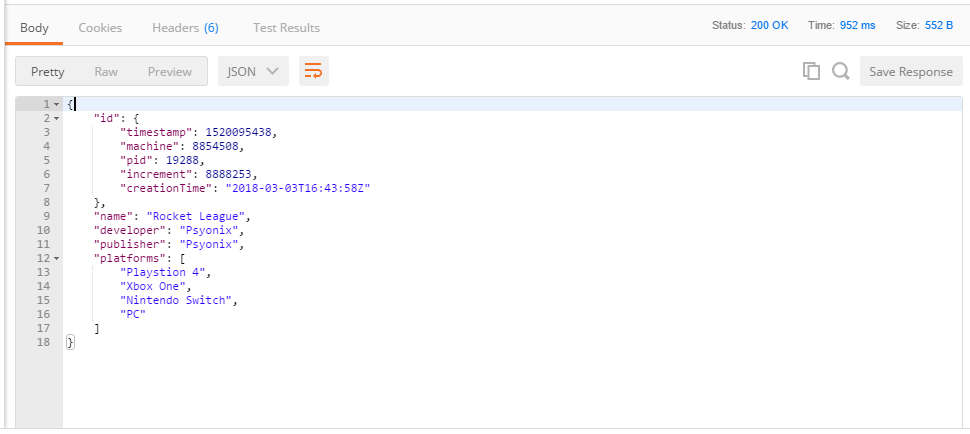 Body Cookies Headers (6) Test Results Status: 200 OK Time: 952 ms Size: 552 B
Pretty Raw Preview JSON Save Response
1 {
2 "id": {
3 "timestamp": 1520095438,
4 "machine": 8854508,
5 "pid": 19288,
6 "increment": 8888253,
7 "creationTime": "2018-03-03T16:43:58Z"
8 },
9 "name": "Rocket League",
10 "developer": "Psyonix",
11 "publisher": "Psyonix",
12 "platforms": [
13 "Playstion 4",
14 "Xbox One",
15 "Nintendo Switch",
16 "PC"
17 ]
18 }